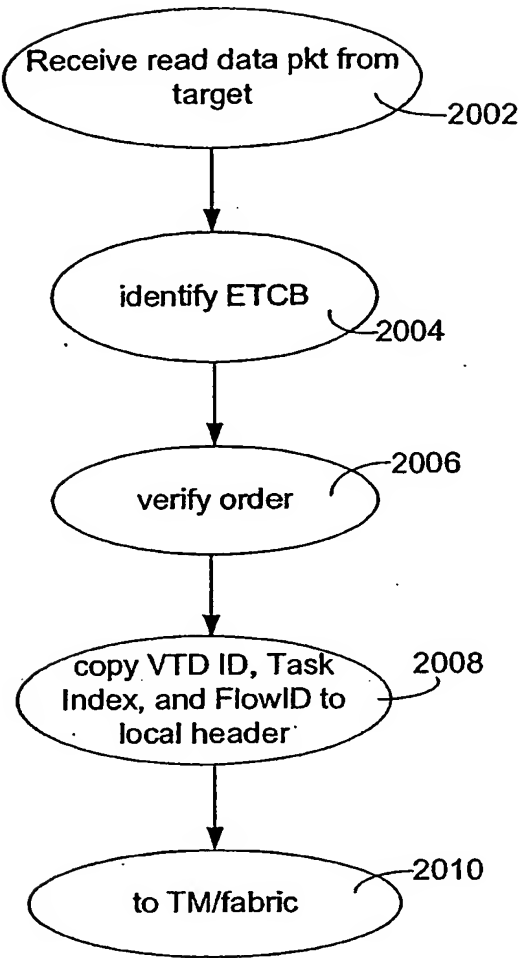 Receive read data pkt from
target
2002
identify ETCB
2004
2006
verify order
copy VTD ID, Task
Index, and FlowID to
local header
2008
2010
to TM/fabric